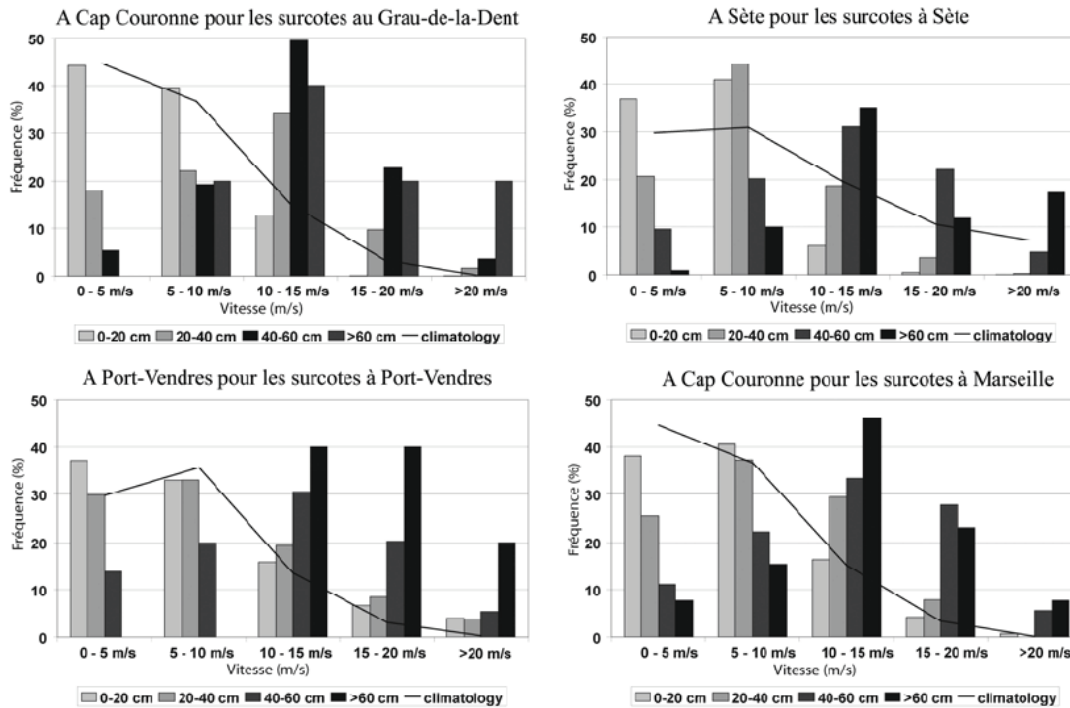 A Cap Couronne pour les surcotes au Grau-de-la-Dent
50
40
30
20
10
0
Fréquence (%)
0 - 5 m/s 5 - 10 m/s 10 - 15 m/s 15 - 20 m/s >20 m/s
Vitesse (m/s)
0-20 cm 20-40 cm 40-60 cm >60 cm climatology
A Sète pour les surcotes à Sète
50
40
30
20
10
0
Fréquence (%)
0 - 5 m/s 5 - 10 m/s 10 - 15 m/s 15 - 20 m/s >20 m/s
Vitesse (m/s)
0-20 cm 20-40 cm 40-60 cm >60 cm climatology
A Port-Vendres pour les surcotes à Port-Vendres
50
40
30
20
10
0
Fréquence (%)
0 - 5 m/s 5 - 10 m/s 10 - 15 m/s 15 - 20 m/s >20 m/s
Vitesse (m/s)
0-20 cm 20-40 cm 40-60 cm >60 cm climatology
A Cap Couronne pour les surcotes à Marseille
50
40
30
20
10
0
Fréquence (%)
0 - 5 m/s 5 - 10 m/s 10 - 15 m/s 15 - 20 m/s >20 m/s
Vitesse (m/s)
0-20 cm 20-40 cm 40-60 cm >60 cm climatology